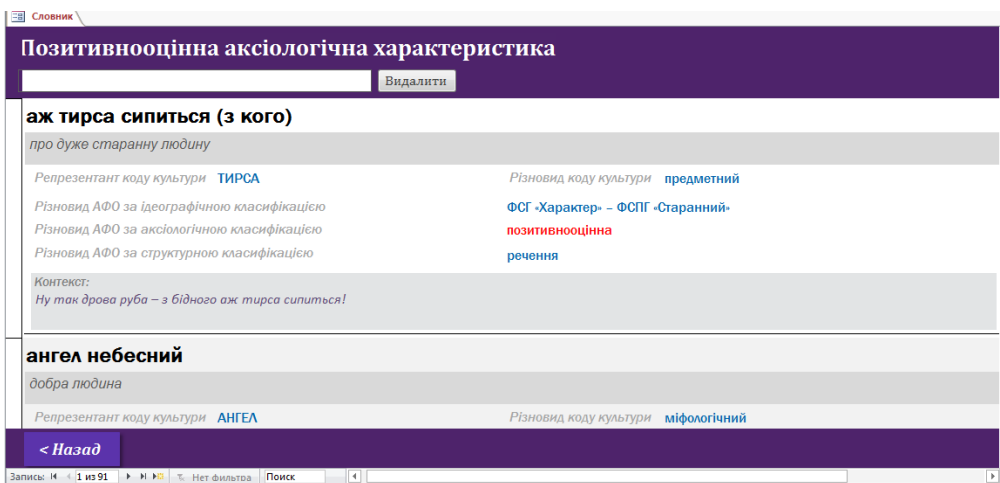 Словник
Позитивнооцінна аксіологічна характеристика
Видалити
аж тирса сипиться (з кого)
про дуже старанну людину
Репрезентант коду культури ТИРСА Різновид коду культури предметний
Різновид АФО за ідеографічною класифікацією ФСГ «Характер» – ФСПГ «Старанний»
Різновид АФО за аксіологічною класифікацією позитивнооцінна
Різновид АФО за структурною класифікацією речення
Контекст:
Ну так дрова руба – з бідного аж тирса сипиться!
ангел небесний
добра людина
Репрезентант коду культури АНГЕЛ Різновид коду культури міфологічний
< Назад
Запись: 1 из 91 Нет фильтра Поиск